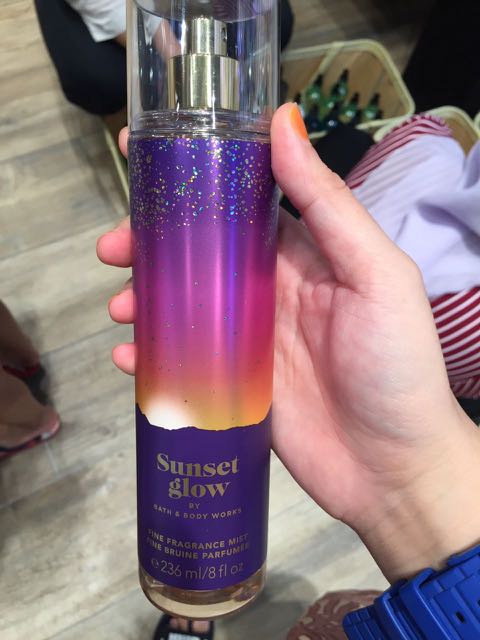 Sunset
glow
BY
BATH & BODY WORKS
FINE FRAGRANCE MIST
FINE BRUINE PARFUMÉE
℮ 236 ml/8 fl oz